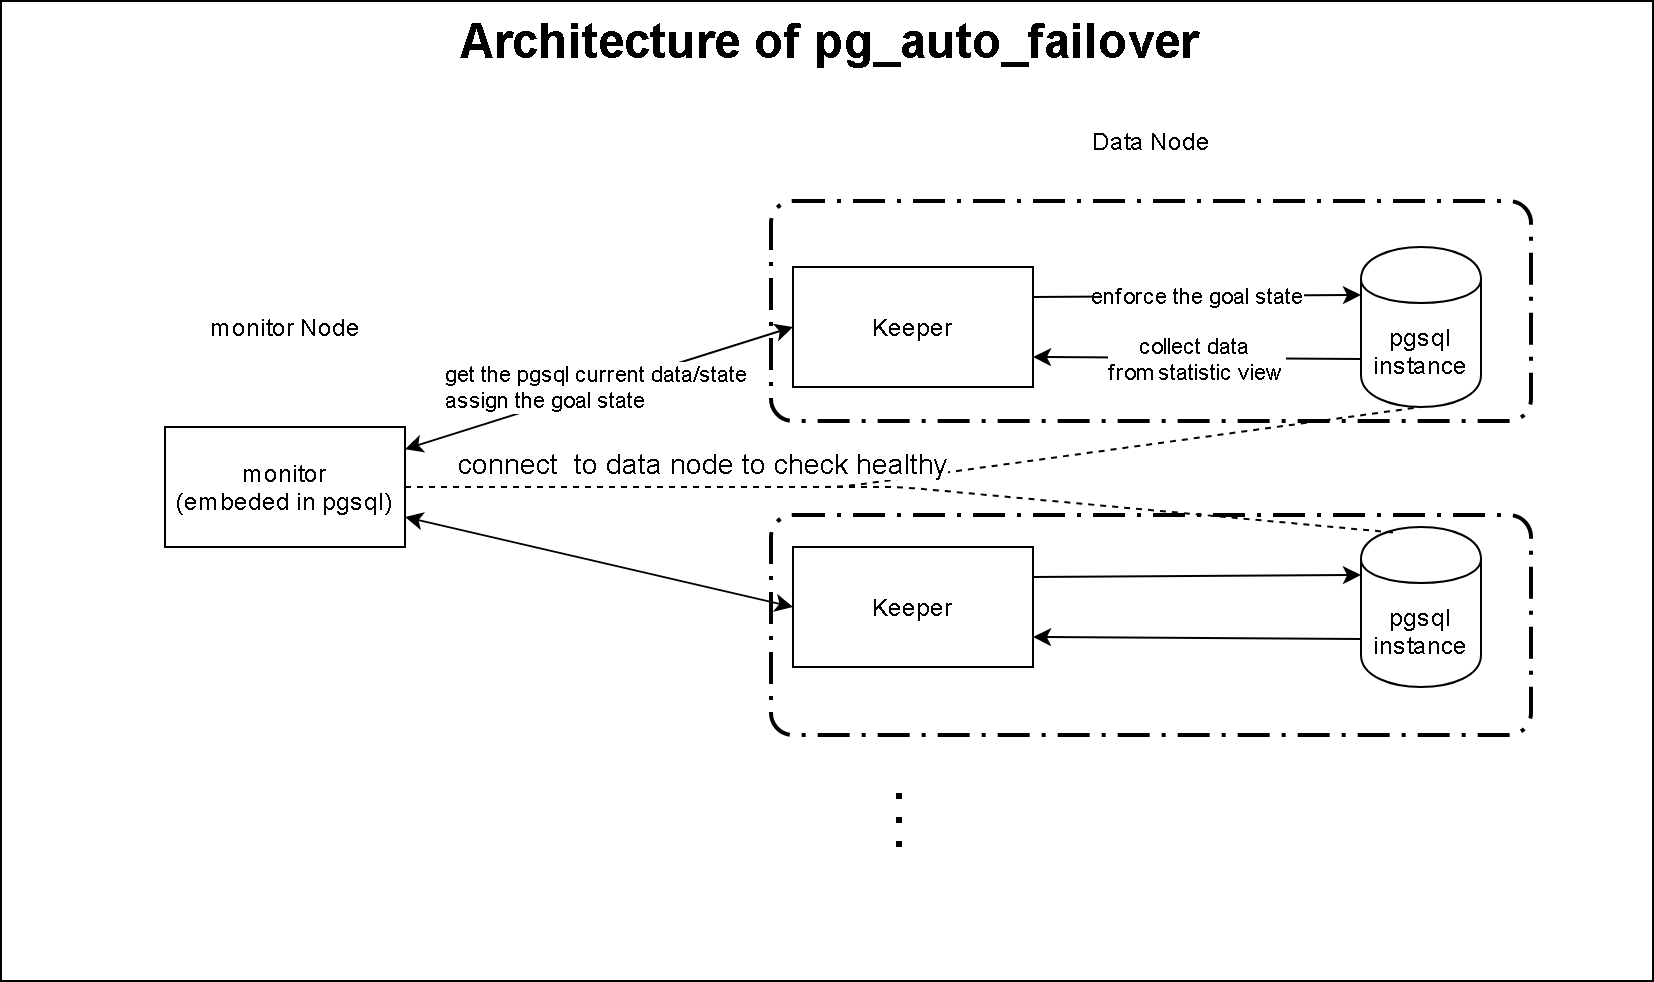 Architecture of pg_auto_failover
Data Node
monitor Node
Keeper
enforce the goal state
collect data
from statistic view
pgsql
instance
get the pgsql current data/state
assign the goal state
connect  to data node to check healthy.
monitor
(embeded in pgsql)
Keeper
pgsql
instance